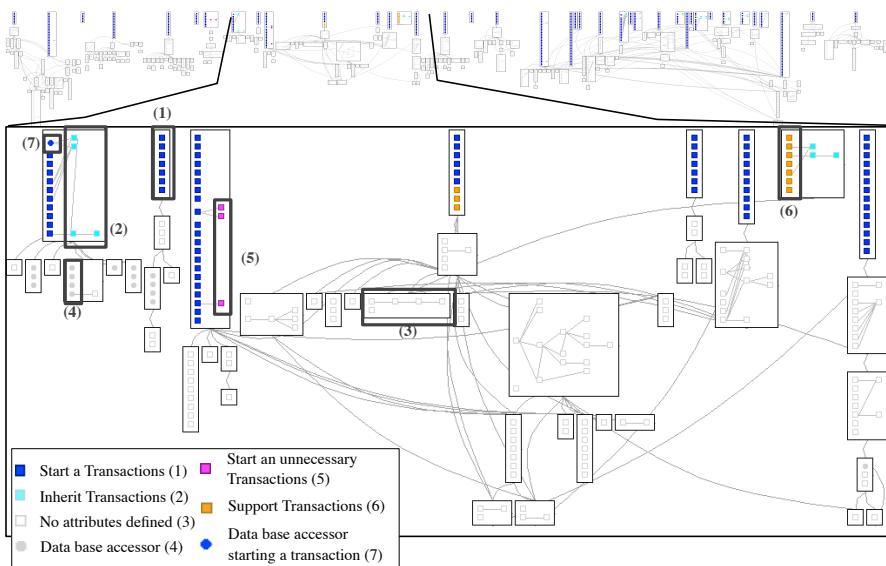 (1)
(7)
(2)
(6)
(5)
(4)
(3)
Start a Transactions (1)
Inherit Transactions (2)
No attributes defined (3)
Data base accessor (4)
Start an unnecessary
Transactions (5)
Support Transactions (6)
Data base accessor
starting a transaction (7)